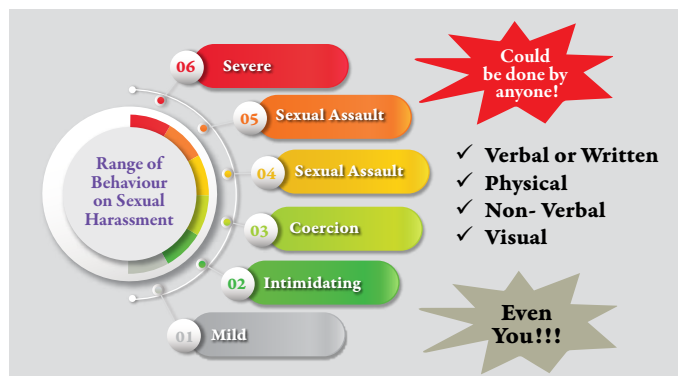 Range of
Behaviour
on Sexual
Harassment
06 Severe
05 Sexual Assault
04 Sexual Assault
03 Coercion
02 Intimidating
01 Mild
Could
be done by
anyone!
✓ Verbal or Written
✓ Physical
✓ Non- Verbal
✓ Visual
Even
You!!!